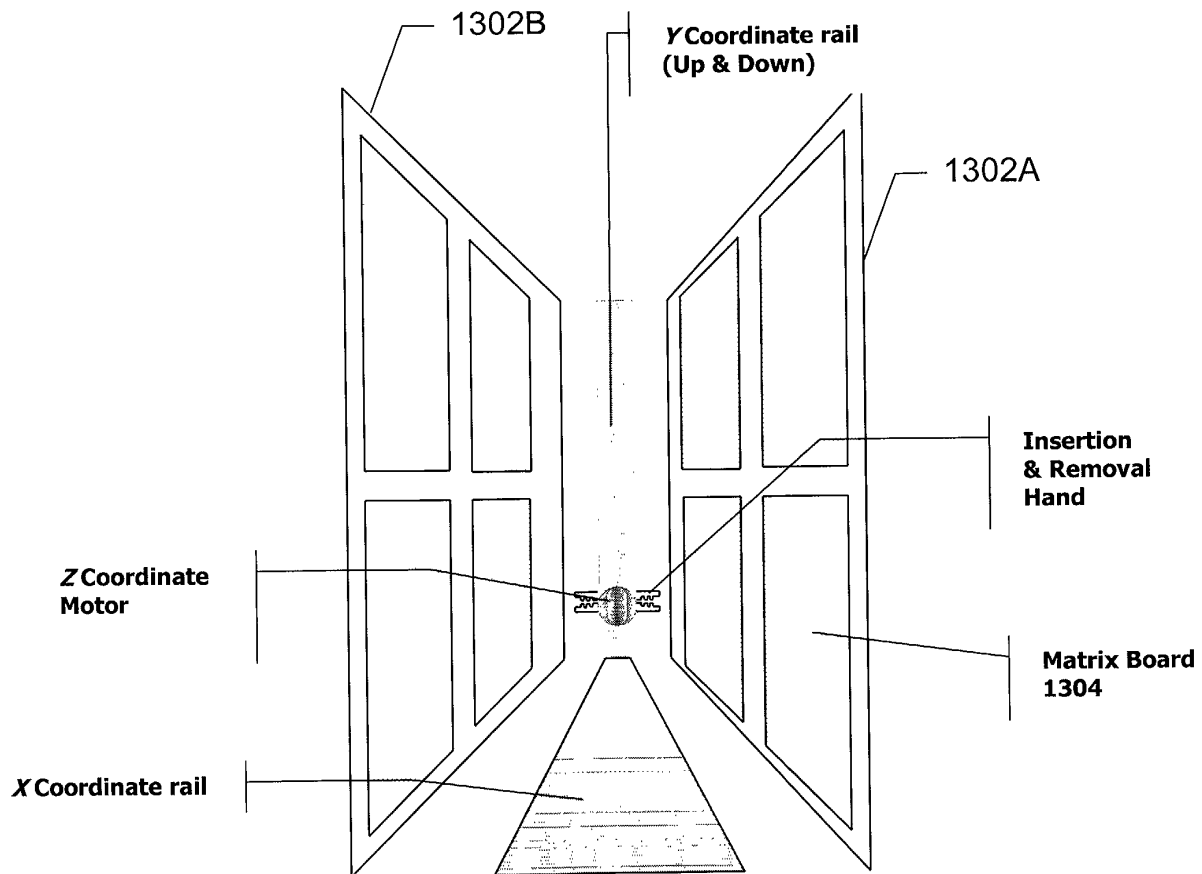 1302B
Y Coordinate rail
(Up & Down)
1302A
Insertion
& Removal
Hand
Z Coordinate
Motor
Matrix Board
1304
X Coordinate rail